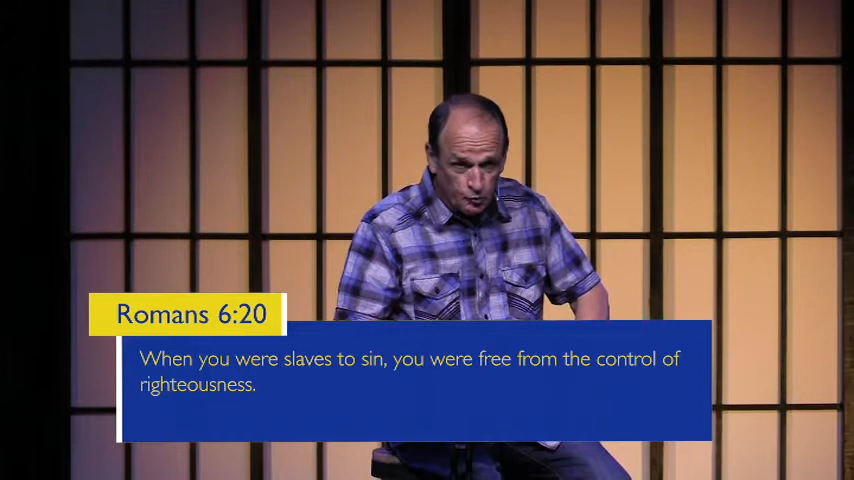 Romans 6:20
When you were slaves to sin, you were free from the control of
righteousness.